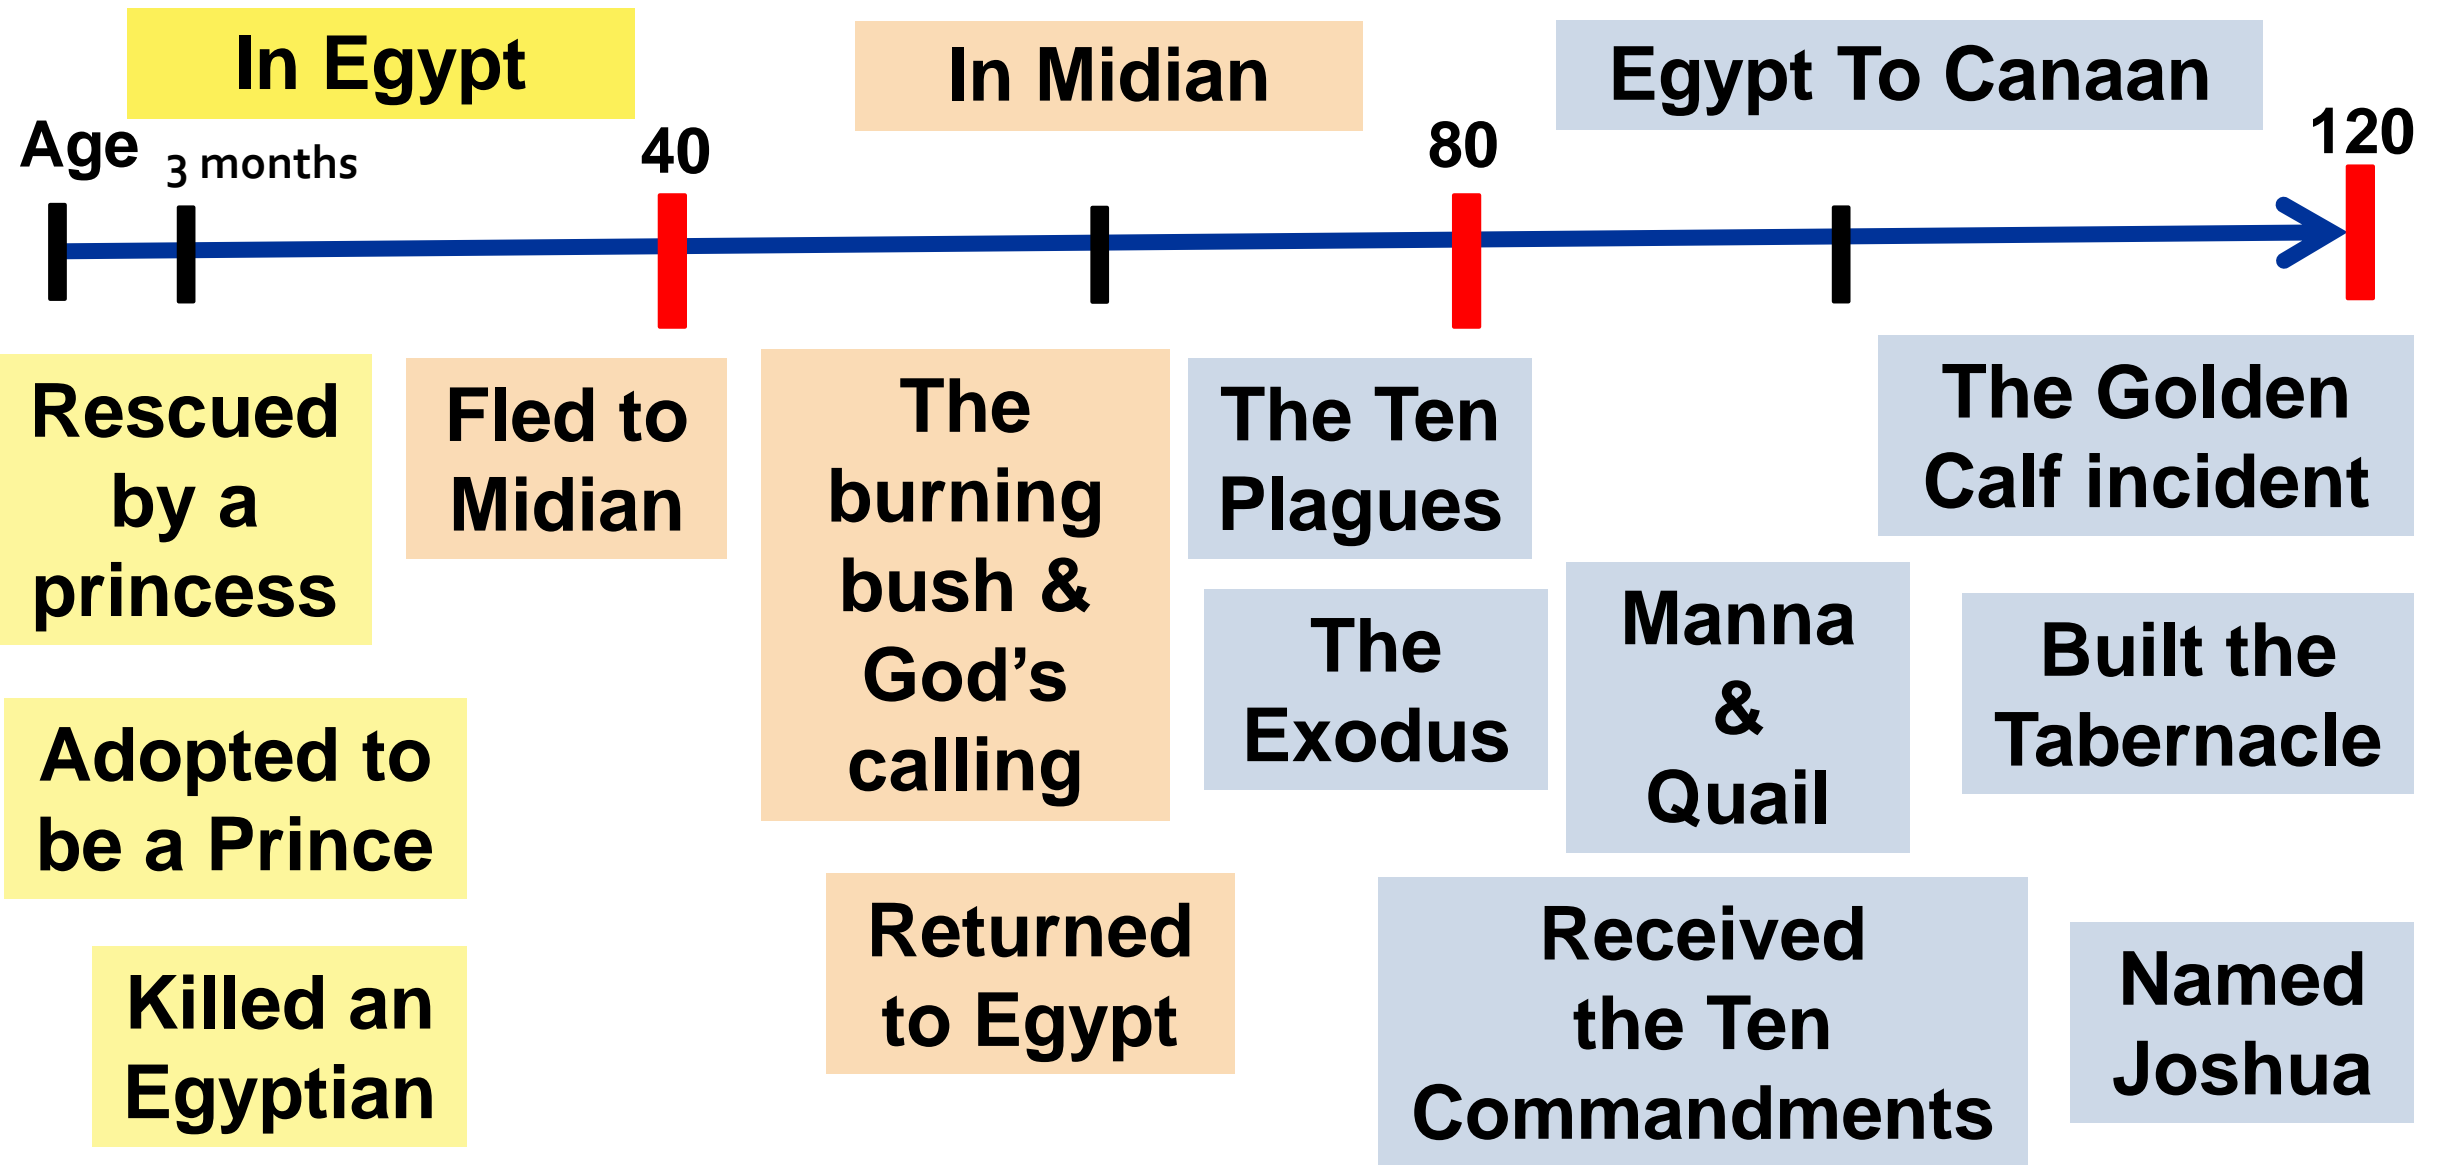 In Egypt
In Midian
Egypt To Canaan
Age
3 months
40
80
120
Rescued
by a
princess
Adopted to
be a Prince
Killed an
Egyptian
Fled to
Midian
The
burning
bush &
God’s
calling
Returned
to Egypt
The Ten
Plagues
The
Exodus
Manna
&
Quail
Received
the Ten
Commandments
The Golden
Calf incident
Built the
Tabernacle
Named
Joshua